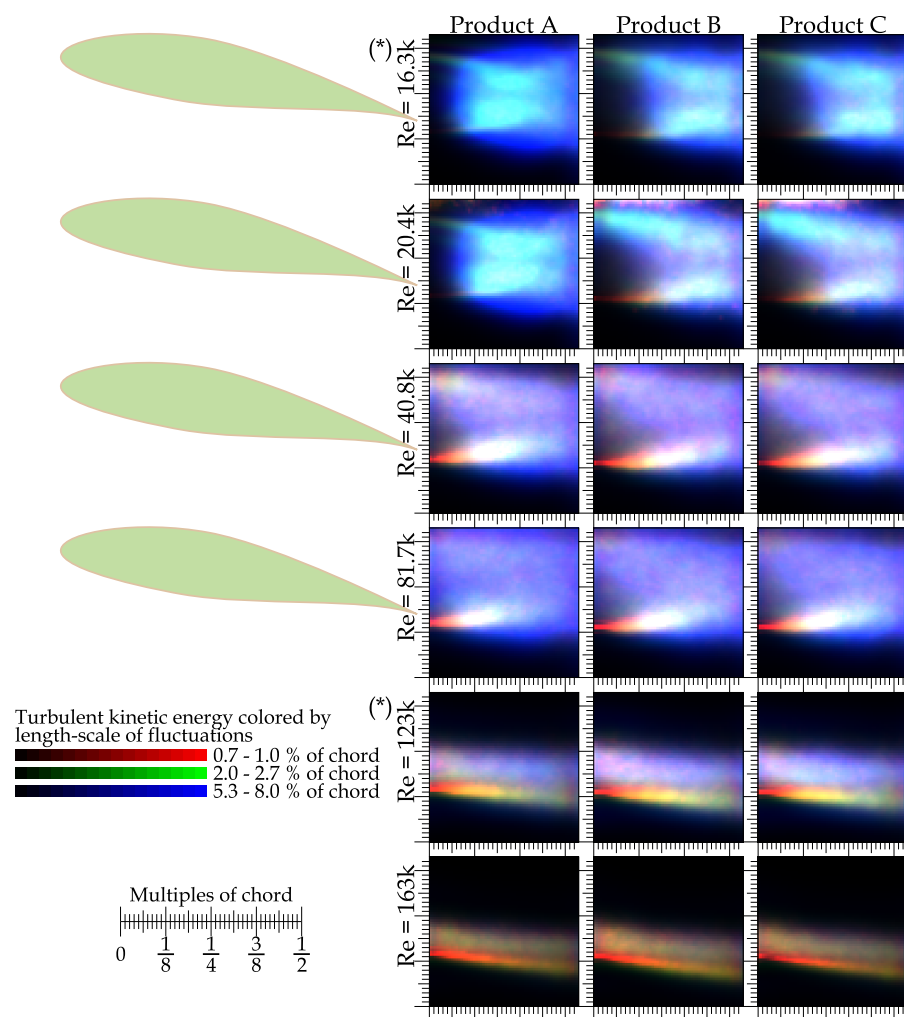 Product A Product B Product C
(*)
Re = 16.3k
Re = 20.4k
Re = 40.8k
Re = 81.7k
(*)
Re = 123k
Re = 163k
Turbulent kinetic energy colored by
length-scale of fluctuations
0.7 - 1.0 % of chord
2.0 - 2.7 % of chord
5.3 - 8.0 % of chord
Multiples of chord
0 1/8 1/4 3/8 1/2